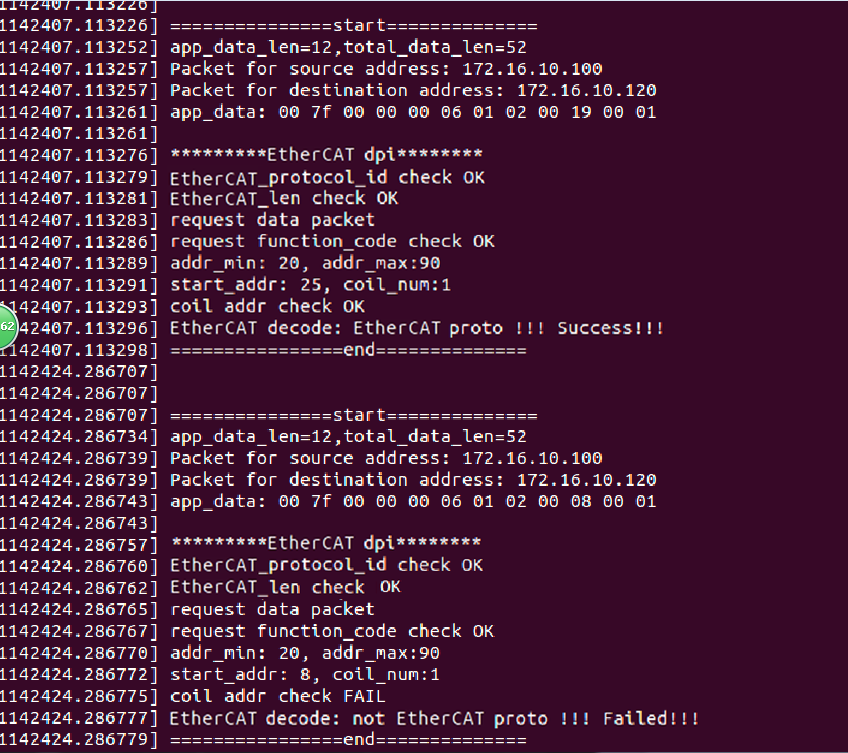 1142407.113226]
1142407.113226] ===============start==============
1142407.113252] app_data_len=12,total_data_len=52
1142407.113257] Packet for source address: 172.16.10.100
1142407.113257] Packet for destination address: 172.16.10.120
1142407.113261] app_data: 00 7f 00 00 00 06 01 02 00 19 00 01
1142407.113261]
1142407.113276] *********EtherCAT dpi********
1142407.113279] EtherCAT_protocol_id check OK
1142407.113281] EtherCAT_len check OK
1142407.113283] request data packet
1142407.113286] request function_code check OK
1142407.113289] addr_min: 20, addr_max:90
1142407.113291] start_addr: 25, coil_num:1
1142407.113293] coil addr check OK
62 42407.113296] EtherCAT decode: EtherCAT proto !!! Success!!!
1142407.113298] ================end==============
1142424.286707]
1142424.286707]
1142424.286707] ===============start==============
1142424.286734] app_data_len=12,total_data_len=52
1142424.286739] Packet for source address: 172.16.10.100
1142424.286739] Packet for destination address: 172.16.10.120
1142424.286743] app_data: 00 7f 00 00 00 06 01 02 00 08 00 01
1142424.286743]
1142424.286757] *********EtherCAT dpi********
1142424.286760] EtherCAT_protocol_id check OK
1142424.286762] EtherCAT_len check OK
1142424.286765] request data packet
1142424.286767] request function_code check OK
1142424.286770] addr_min: 20, addr_max:90
1142424.286772] start_addr: 8, coil_num:1
1142424.286775] coil addr check FAIL
1142424.286777] EtherCAT decode: not EtherCAT proto !!! Failed!!!
1142424.286779] ================end==============